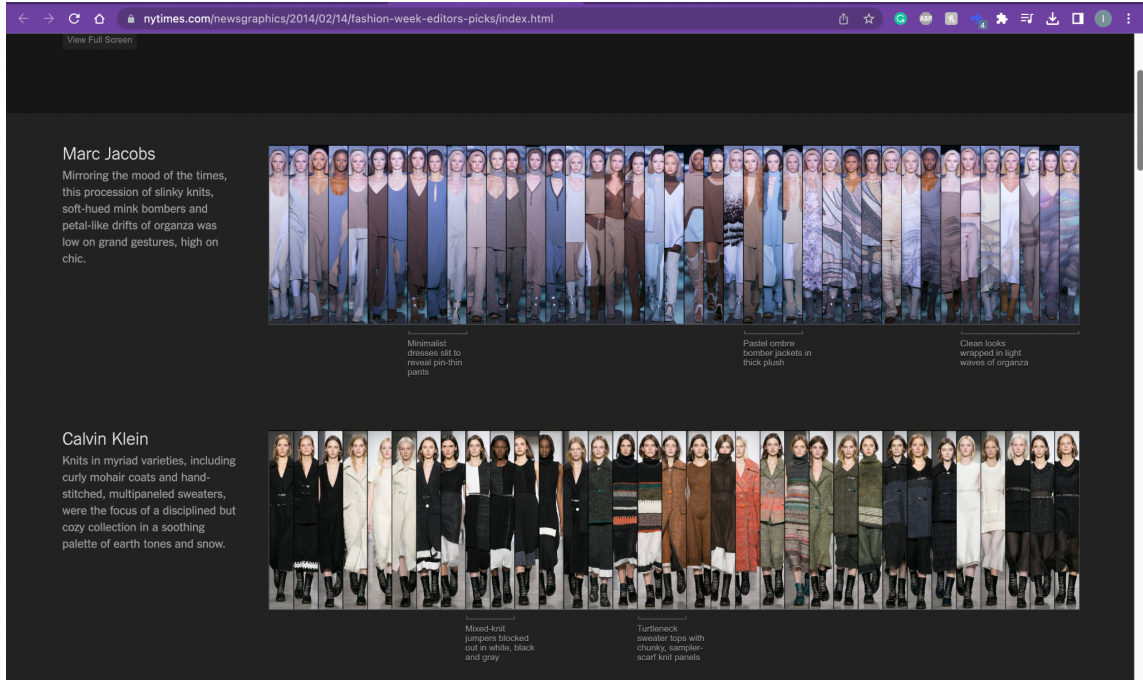 nytimes.com/newsgraphics/2014/02/14/fashion-week-editors-picks/index.html
ABP
4
I
View Full Screen
Marc Jacobs
Mirroring the mood of the times,
this procession of slinky knits,
soft-hued mink bombers and
petal-like drifts of organza was
low on grand gestures, high on
chic.
Minimalist
dresses slit to
reveal pin-thin
pants
Pastel ombre
bomber jackets in
thick plush
Clean looks
wrapped in light
waves of organza
Calvin Klein
Knits in myriad varieties, including
curly mohair coats and hand-
stitched, multipaneled sweaters,
were the focus of a disciplined but
cozy collection in a soothing
palette of earth tones and snow.
Mixed-knit
jumpers blocked
out in white, black
and gray
Turtleneck
sweater tops with
chunky, sampler-
scarf knit panels